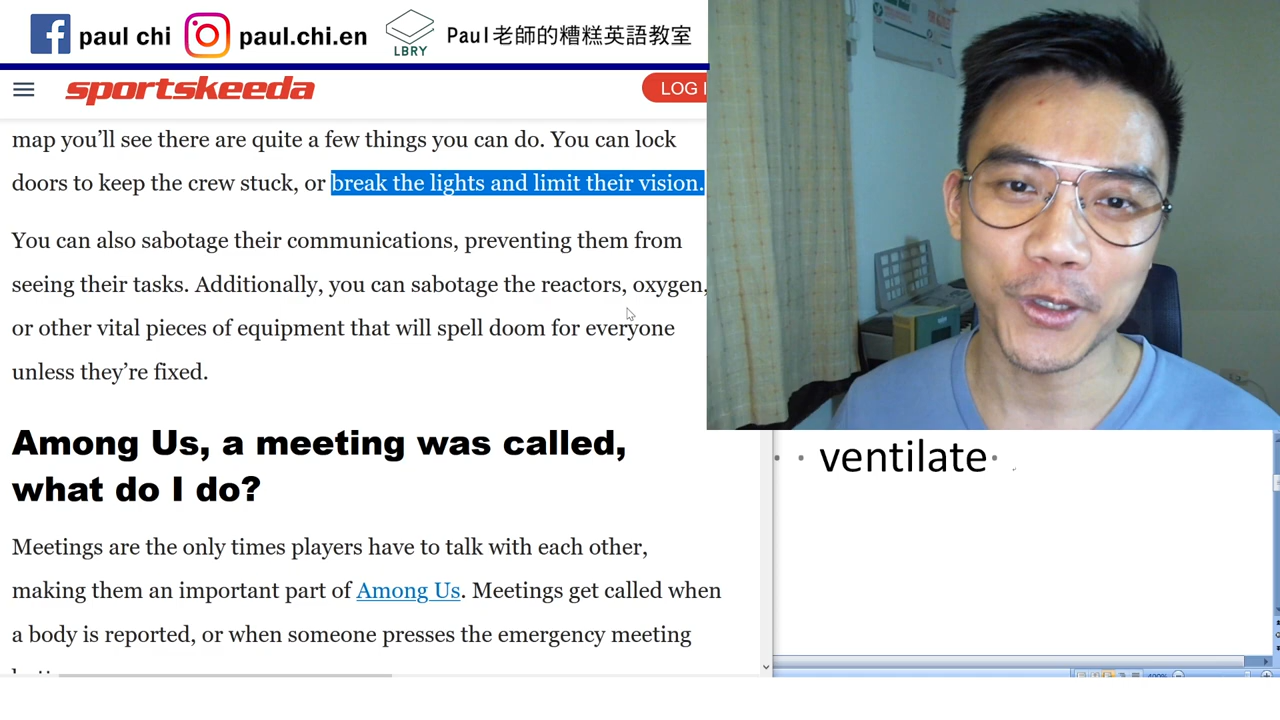 paul chi
paul.chi.en
LBRY
Paul老師的糟糕英語教室
sportskeeda
LOG
map you’ll see there are quite a few things you can do. You can lock
doors to keep the crew stuck, or break the lights and limit their vision.
You can also sabotage their communications, preventing them from
seeing their tasks. Additionally, you can sabotage the reactors, oxygen,
or other vital pieces of equipment that will spell doom for everyone
unless they’re fixed.
Among Us, a meeting was called,
what do I do?
Meetings are the only times players have to talk with each other,
making them an important part of Among Us. Meetings get called when
a body is reported, or when someone presses the emergency meeting
ventilate
400%